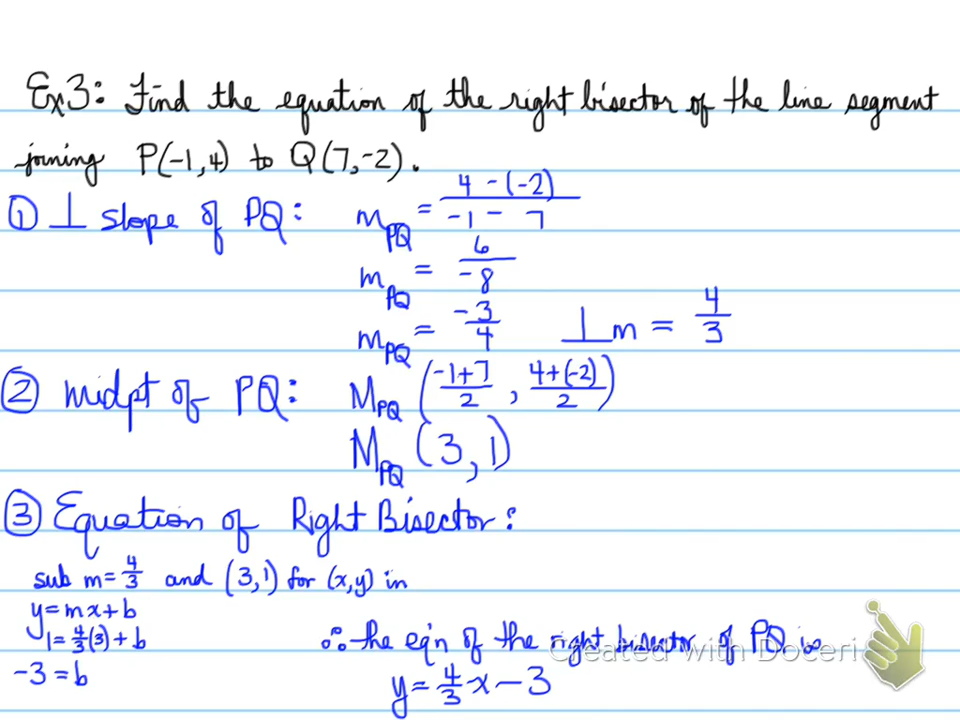 Ex3: Find the equation of the right bisector of the line segment
joining P(-1,4) to Q(7,-2).
① ⊥ slope of PQ: m_PQ = (4-(-2))/(-1-7)
m_PQ = 6/-8
m_PQ = -3/4 ⊥m = 4/3
② midpt of PQ: M_PQ ((-1+7)/2, (4+(-2))/2)
M_PQ (3,1)
③ Equation of Right Bisector:
sub m=4/3 and (3,1) for (x,y) in
y=mx+b
1=4/3(3)+b
-3=b
∴ the eq'n of the right bisector of PQ is
y=4/3x-3
Created with Doceri